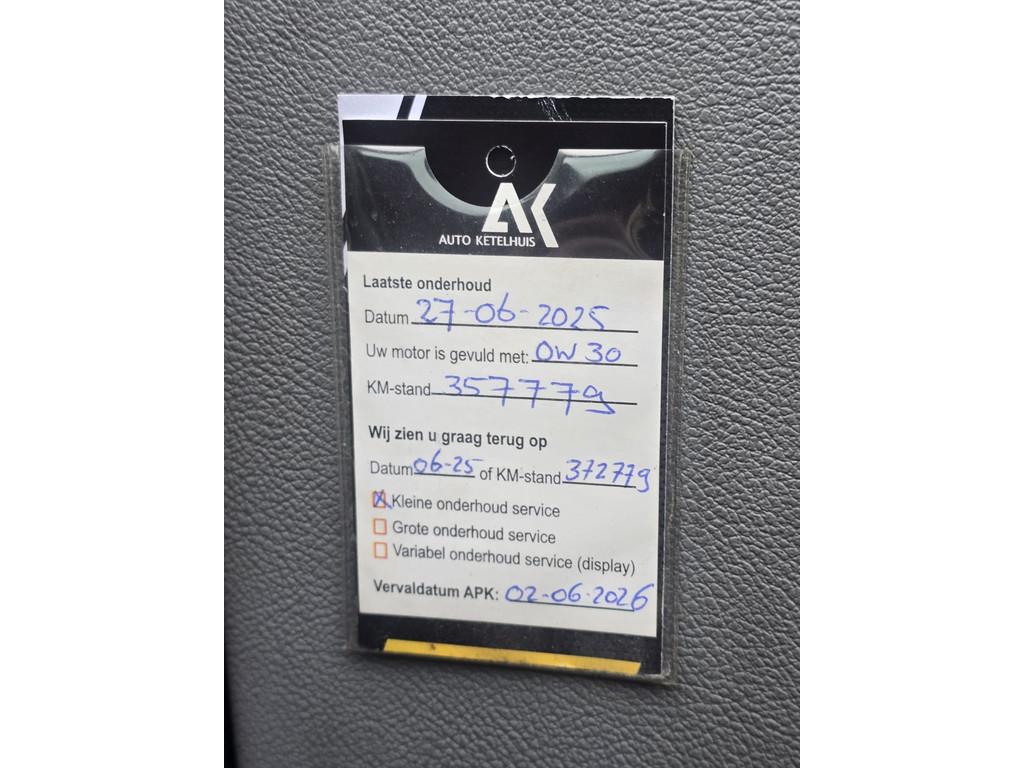 AK
AUTO KETELHUIS
Laatste onderhoud
Datum 27-06-2025
Uw motor is gevuld met: 0W30
KM-stand 357779
Wij zien u graag terug op
Datum 06-25 of KM-stand 372779
X Kleine onderhoud service
Grote onderhoud service
Variabel onderhoud service (display)
Vervaldatum APK: 02-06-2026